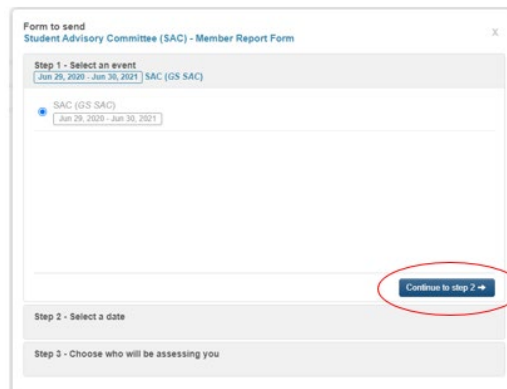 Form to send
Student Advisory Committee (SAC) - Member Report Form
X
Step 1 - Select an event
Jun 29, 2020 - Jun 30, 2021 SAC (GS SAC)
SAC (GS SAC)
Jun 29, 2020 - Jun 30, 2021
Continue to step 2 →
Step 2 - Select a date
Step 3 - Choose who will be assessing you